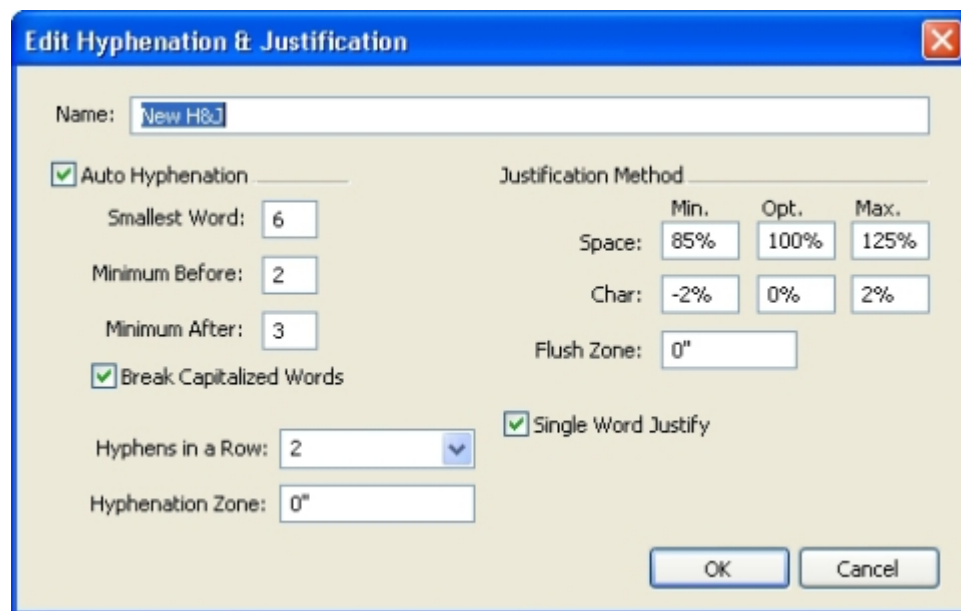 Edit Hyphenation & Justification
Name: New H&J
Auto Hyphenation
Smallest Word: 6
Minimum Before: 2
Minimum After: 3
Break Capitalized Words
Hyphens in a Row: 2
Hyphenation Zone: 0"
Justification Method
Min. Opt. Max.
Space: 85% 100% 125%
Char: -2% 0% 2%
Flush Zone: 0"
Single Word Justify
OK Cancel